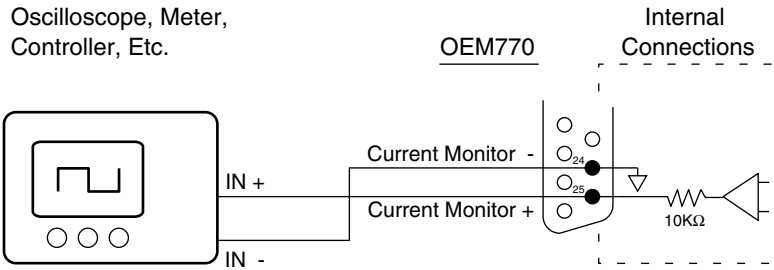 Oscilloscope, Meter,
Controller, Etc.
OEM770
Internal
Connections
Current Monitor -
24
IN +
25
Current Monitor +
10KΩ
IN -